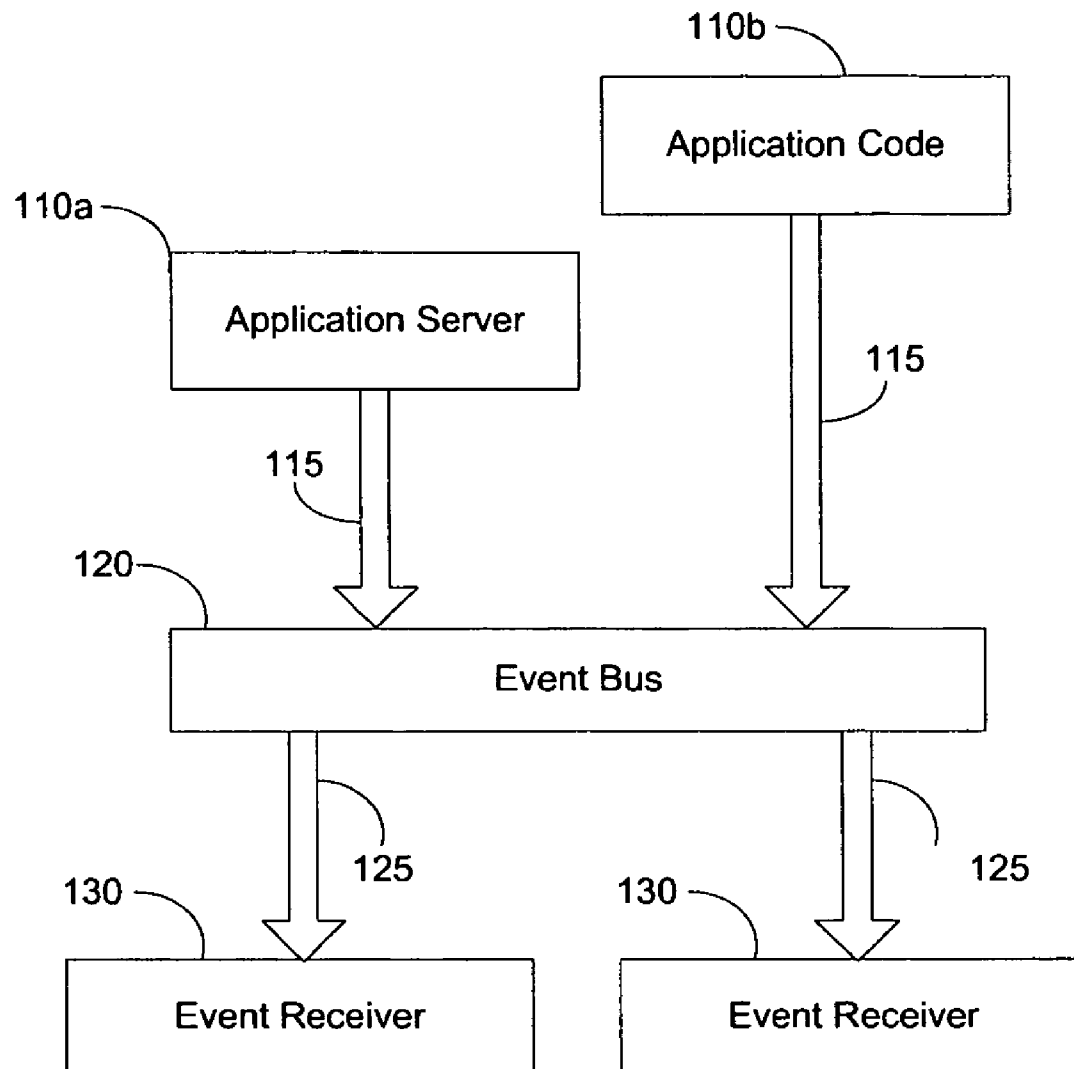 110b
Application Code
110a
Application Server
115
115
120
Event Bus
125
125
130
130
Event Receiver
Event Receiver